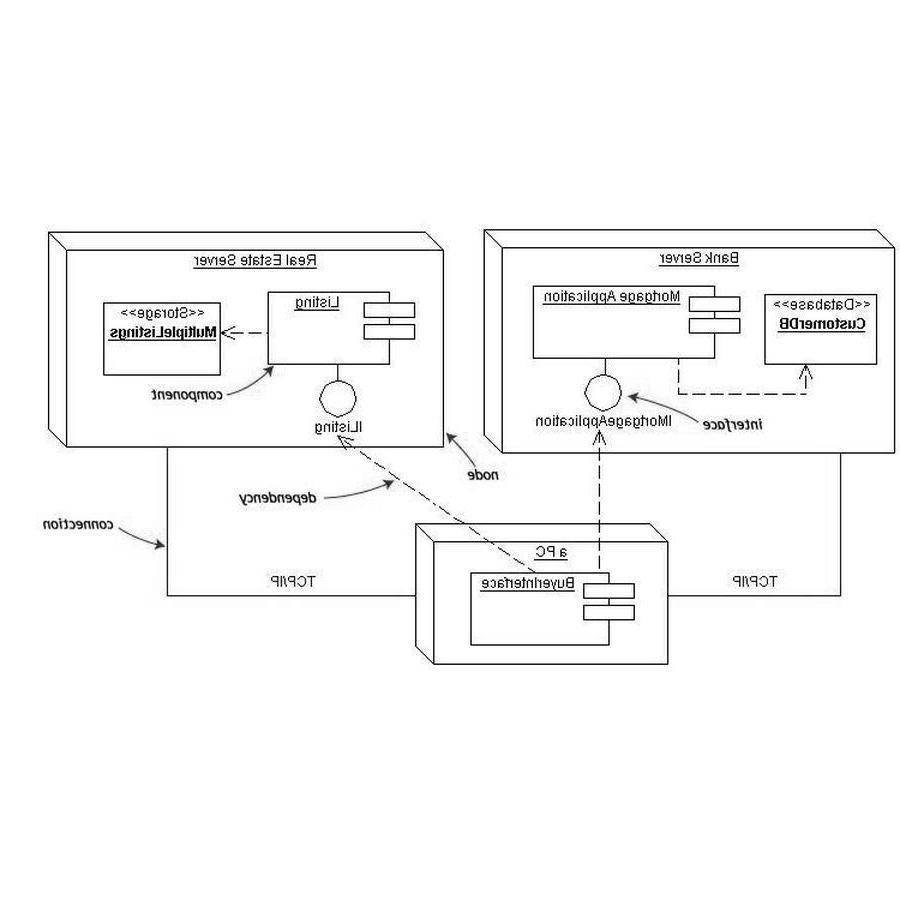 Real Estate Server
Bank Server
<<Storage>>
MultipleListings
Listing
Mortgage Application
<<Database>>
CustomerDB
component
IListing
IMortgageApplication
interface
node
dependency
connection
a PC
TCP/IP
BuyerInterface
TCP/IP